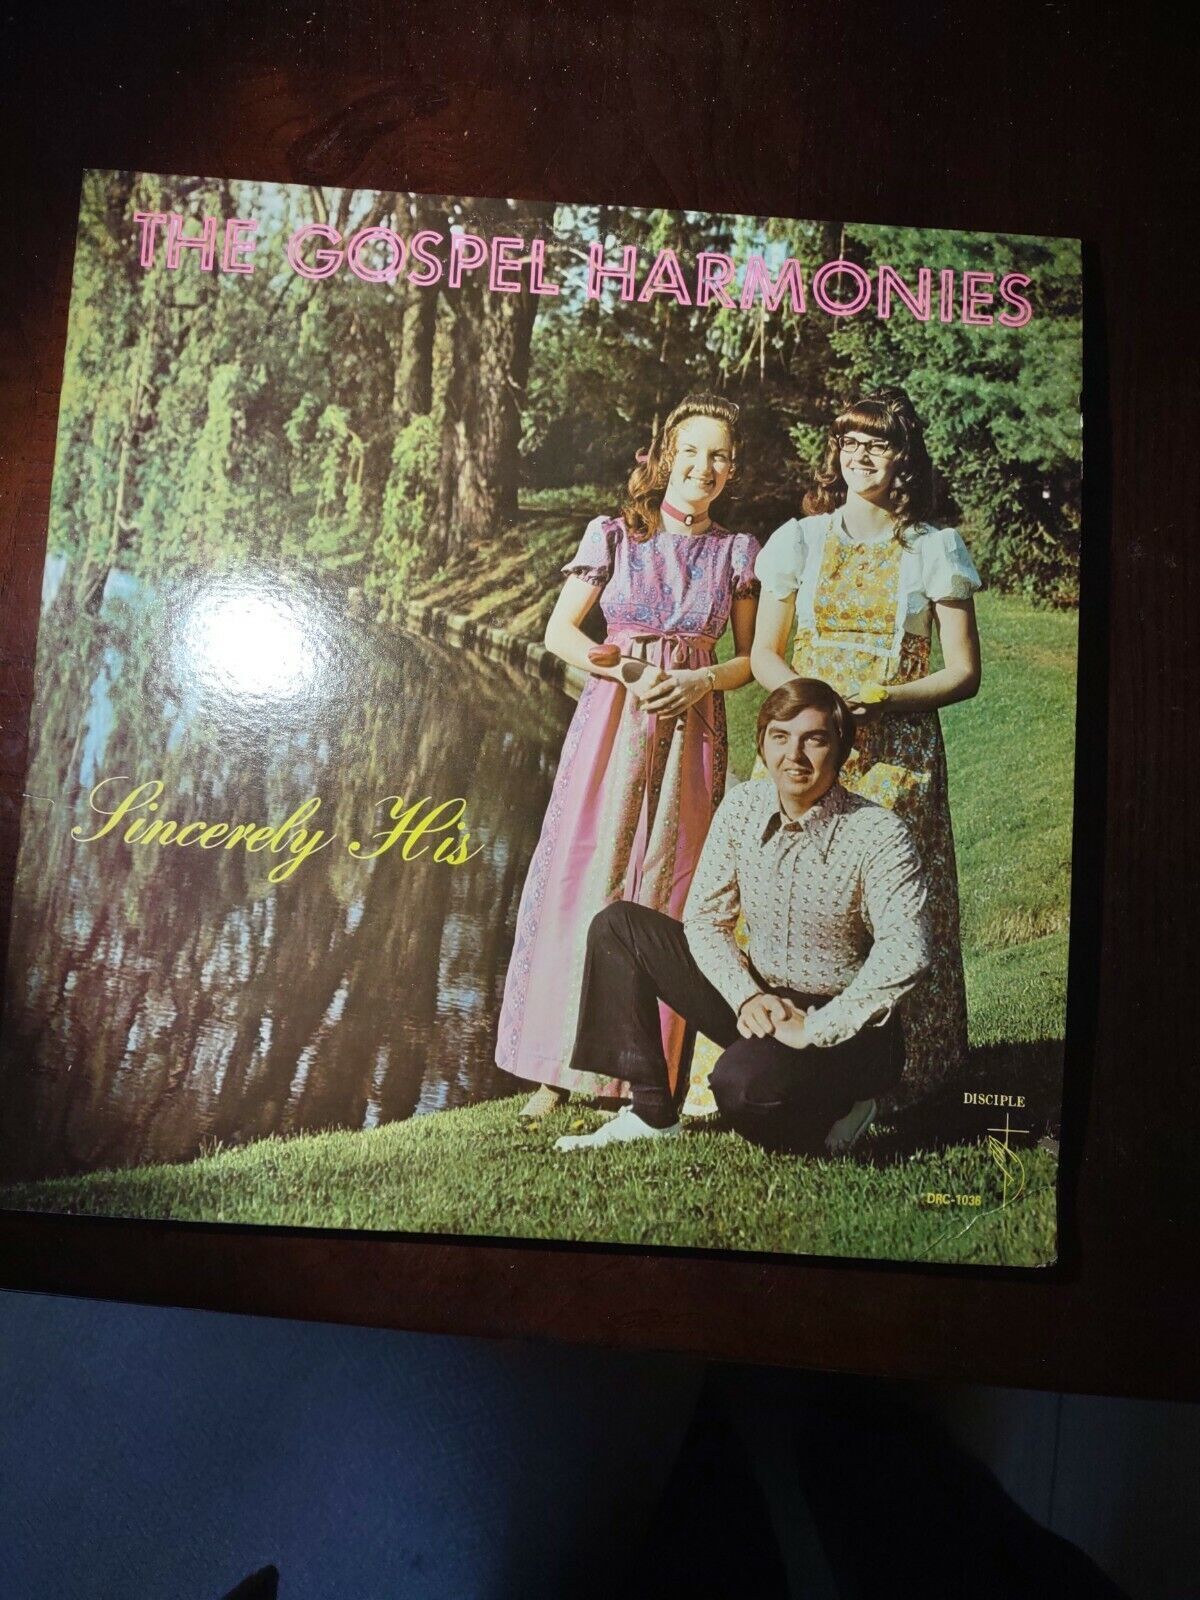 THE GOSPEL HARMONIES
Sincerely His
DISCIPLE
DRC-1036